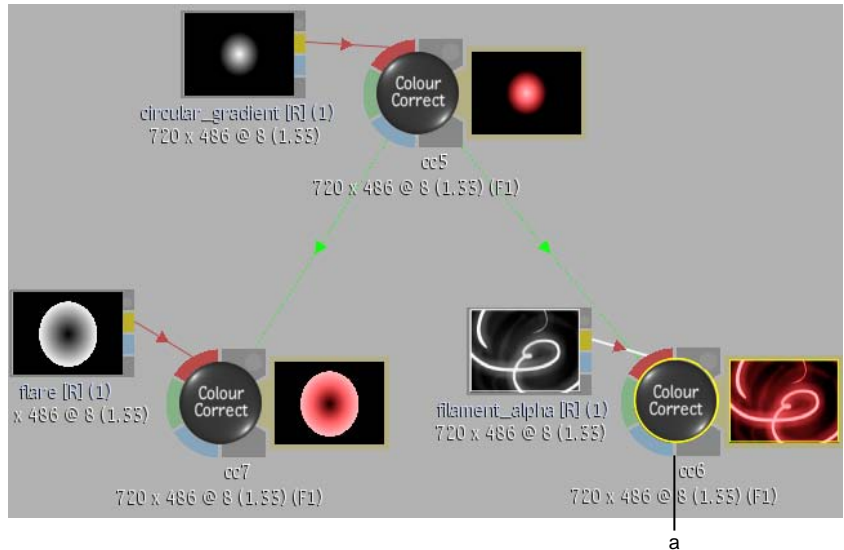 Colour
Correct
circular_gradient [R] (1)
720 x 486 @ 8 (1.33)
cc5
720 x 486 @ 8 (1.33) (F1)
Colour
Correct
flare [R] (1)
x 486 @ 8 (1.33)
cc7
720 x 486 @ 8 (1.33) (F1)
Colour
Correct
filament_alpha [R] (1)
720 x 486 @ 8 (1.33)
cc6
720 x 486 @ 8 (1.33) (F1)
a